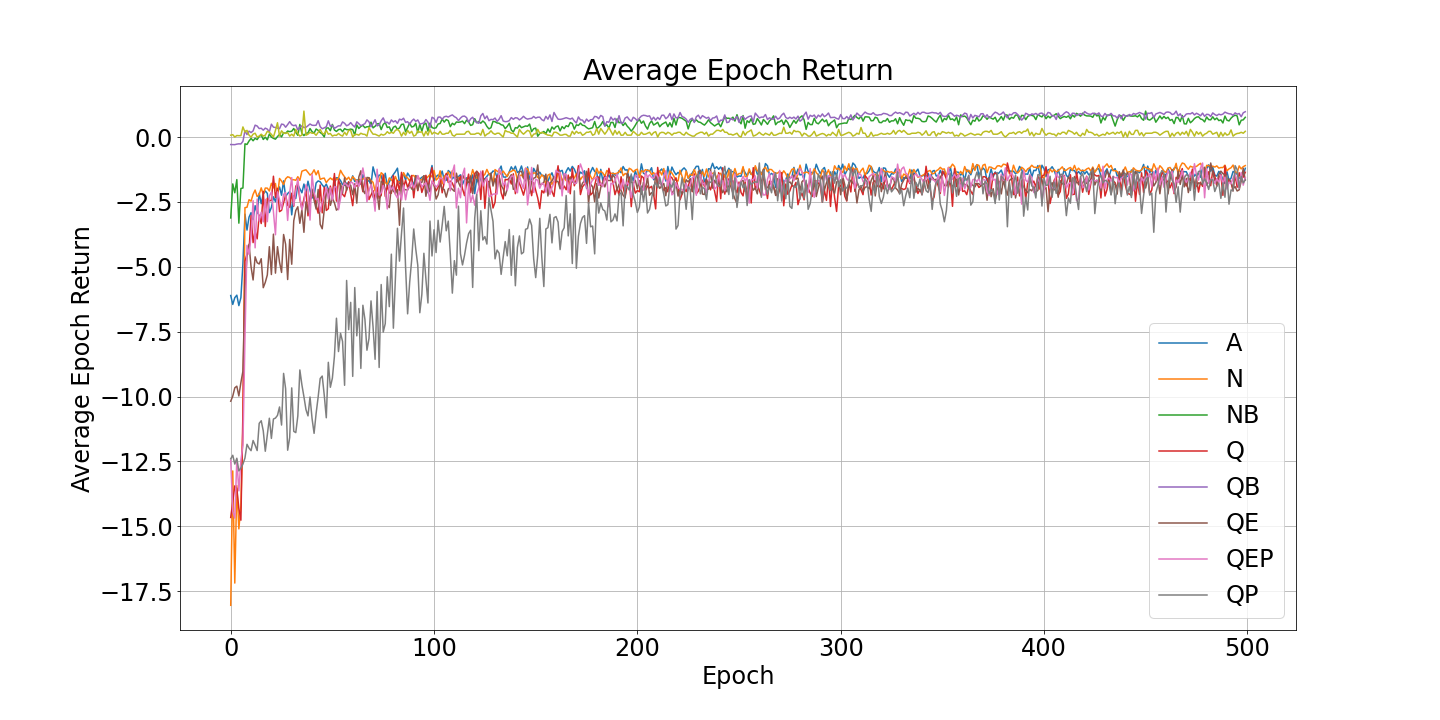 Average Epoch Return
Average Epoch Return
0.0
−2.5
−5.0
−7.5
−10.0
−12.5
−15.0
−17.5
0 100 200 300 400 500
Epoch
A
N
NB
Q
QB
QE
QEP
QP